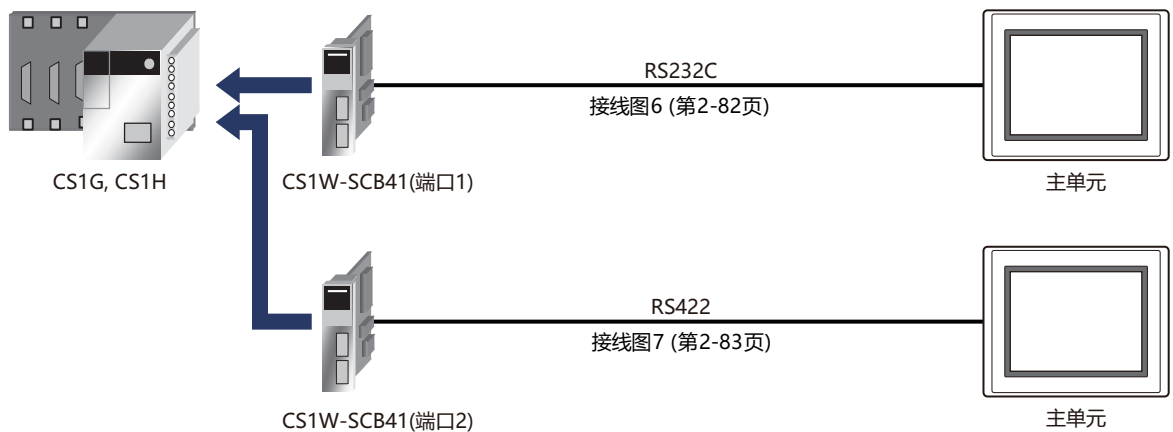 RS232C
接线图6 (第2-82页)
CS1G, CS1H
CS1W-SCB41(端口1)
主单元
RS422
接线图7 (第2-83页)
CS1W-SCB41(端口2)
主单元